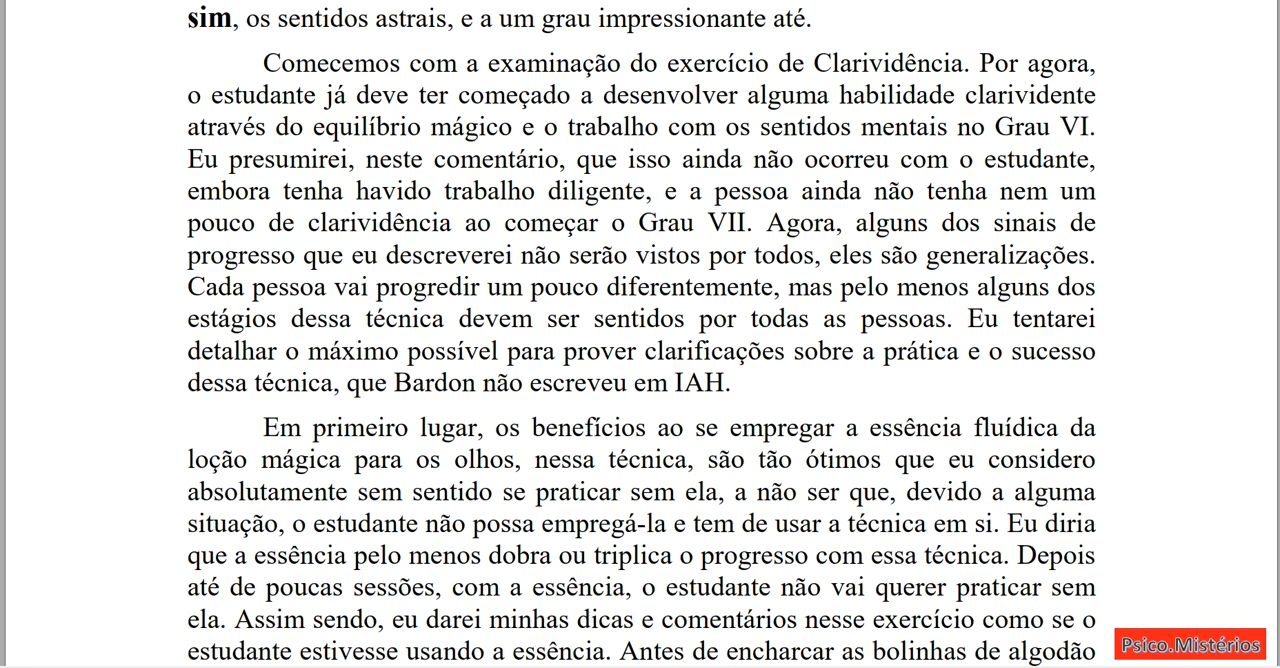 sim, os sentidos astrais, e a um grau impressionante até.
Comecemos com a examinação do exercício de Clarividência. Por agora,
o estudante já deve ter começado a desenvolver alguma habilidade clarividente
através do equilíbrio mágico e o trabalho com os sentidos mentais no Grau VI.
Eu presumirei, neste comentário, que isso ainda não ocorreu com o estudante,
embora tenha havido trabalho diligente, e a pessoa ainda não tenha nem um
pouco de clarividência ao começar o Grau VII. Agora, alguns dos sinais de
progresso que eu descreverei não serão vistos por todos, eles são generalizações.
Cada pessoa vai progredir um pouco diferentemente, mas pelo menos alguns dos
estágios dessa técnica devem ser sentidos por todas as pessoas. Eu tentarei
detalhar o máximo possível para prover clarificações sobre a prática e o sucesso
dessa técnica, que Bardon não escreveu em IAH.
Em primeiro lugar, os benefícios ao se empregar a essência fluídica da
loção mágica para os olhos, nessa técnica, são tão ótimos que eu considero
absolutamente sem sentido se praticar sem ela, a não ser que, devido a alguma
situação, o estudante não possa empregá-la e tem de usar a técnica em si. Eu diria
que a essência pelo menos dobra ou triplica o progresso com essa técnica. Depois
até de poucas sessões, com a essência, o estudante não vai querer praticar sem
ela. Assim sendo, eu darei minhas dicas e comentários nesse exercício como se o
estudante estivesse usando a essência. Antes de encharcar as bolinhas de algodão
Psico.Mistérios